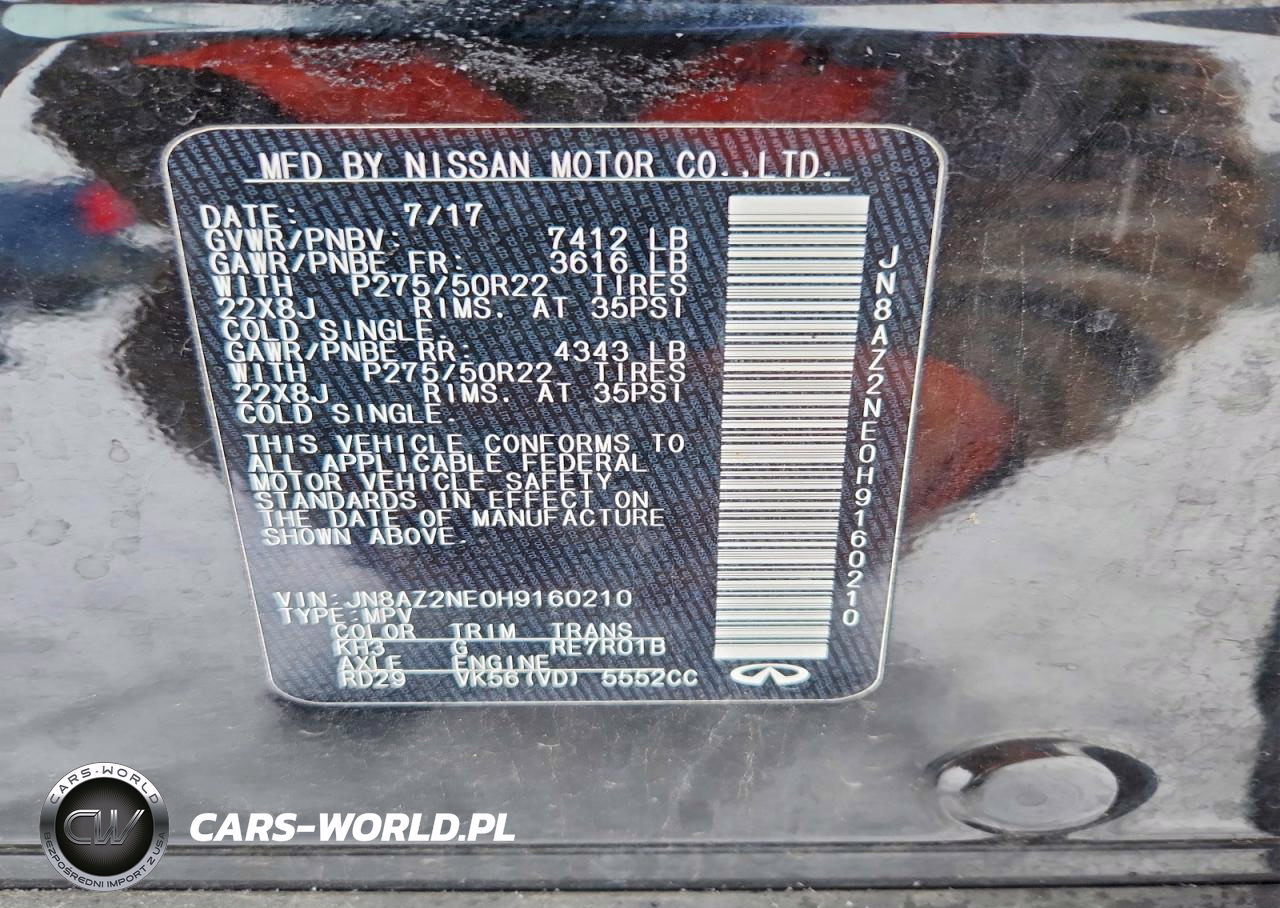 MFD BY NISSAN MOTOR CO.,LTD.
DATE: 7/17
GVWR/PNBV: 7412 LB
GAWR/PNBE FR: 3616 LB
WITH P275/50R22 TIRES
22X8J RIMS. AT 35PSI
COLD SINGLE.
GAWR/PNBE RR: 4343 LB
WITH P275/50R22 TIRES
22X8J RIMS. AT 35PSI
COLD SINGLE.
THIS VEHICLE CONFORMS TO
ALL APPLICABLE FEDERAL
MOTOR VEHICLE SAFETY
STANDARDS IN EFFECT ON
THE DATE OF MANUFACTURE
SHOWN ABOVE.
VIN:JN8AZ2NE0H9160210
TYPE:MPV
COLOR TRIM TRANS
KH3 G RE7R01B
AXLE ENGINE
RD29 VK56(VD) 5552CC
JN8AZ2NE0H9160210
CARS-WORLD
CW
BEZPOŚREDNI IMPORT Z USA
CARS-WORLD.PL